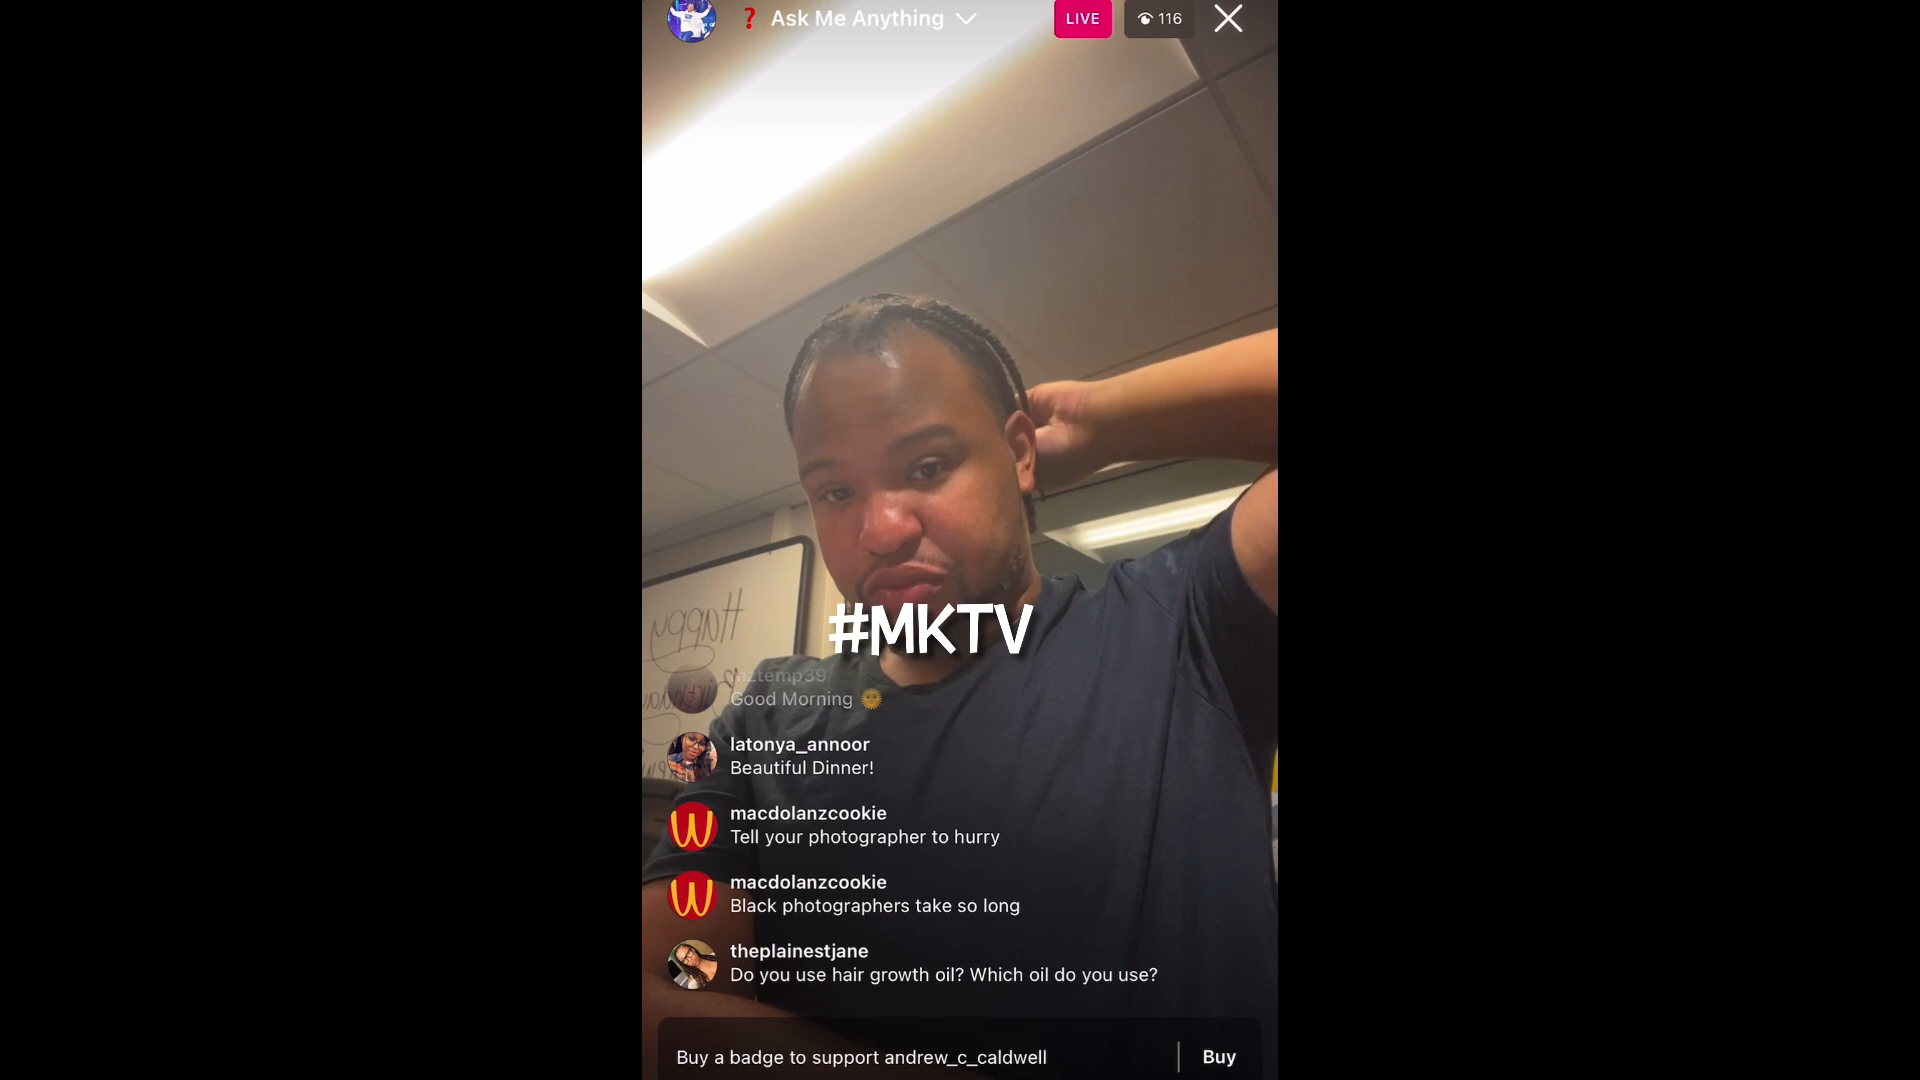 ❓ Ask Me Anything
LIVE
116
Happy
#MKTV
mztemp39
Good Morning 🌞
latonya_annoor
Beautiful Dinner!
macdolanzcookie
Tell your photographer to hurry
macdolanzcookie
Black photographers take so long
theplainestjane
Do you use hair growth oil? Which oil do you use?
Buy a badge to support andrew_c_caldwell
Buy